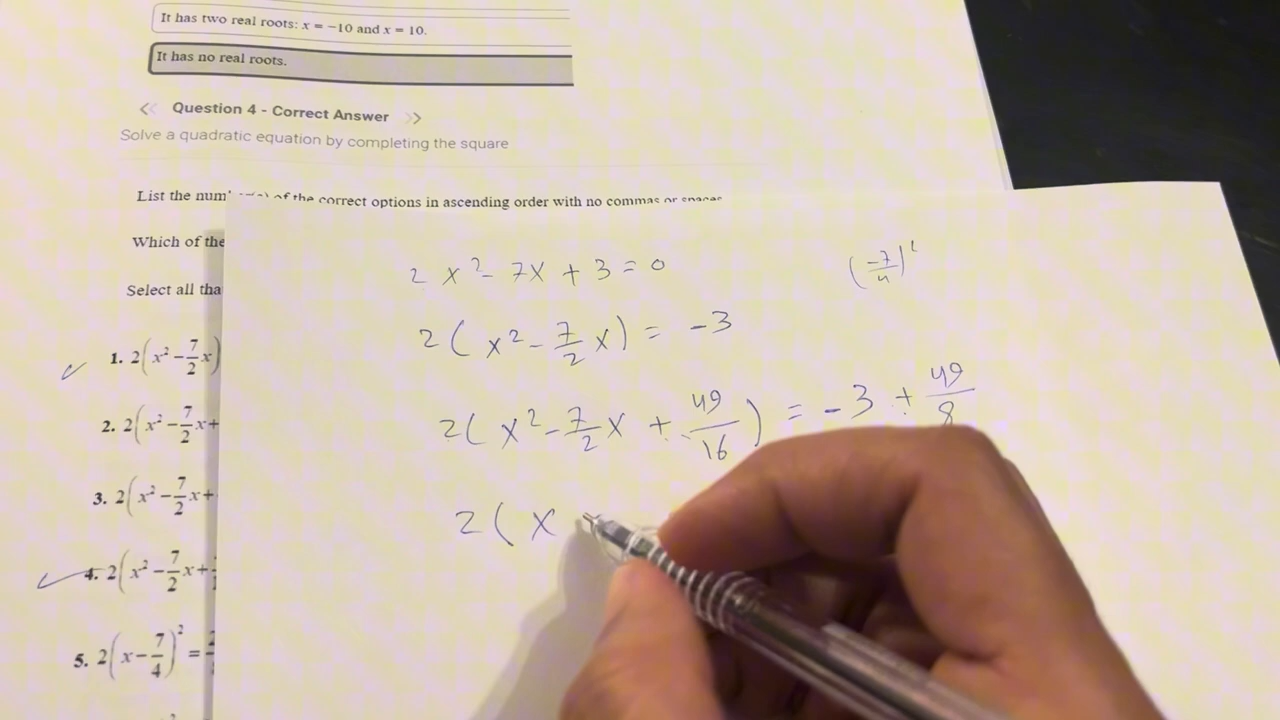 It has two real roots: x = −10 and x = 10.
It has no real roots.
<< Question 4 - Correct Answer >>
Solve a quadratic equation by completing the square
List the of the correct options in ascending order with no commas or spaces
Which of the
Select all
2x² - 7x + 3 = 0
(-7/4)²
1. 2(x² − 7/2 x)
2(x² - 7/2 x) = -3
2. 2(x² − 7/2 x+
2(x² - 7/2 x + 49/16) = -3 + 49/8
3. 2(x² − 7/2 x+
2(x
4. 2(x² − 7/2 x+
5. 2(x − 7/4)² =